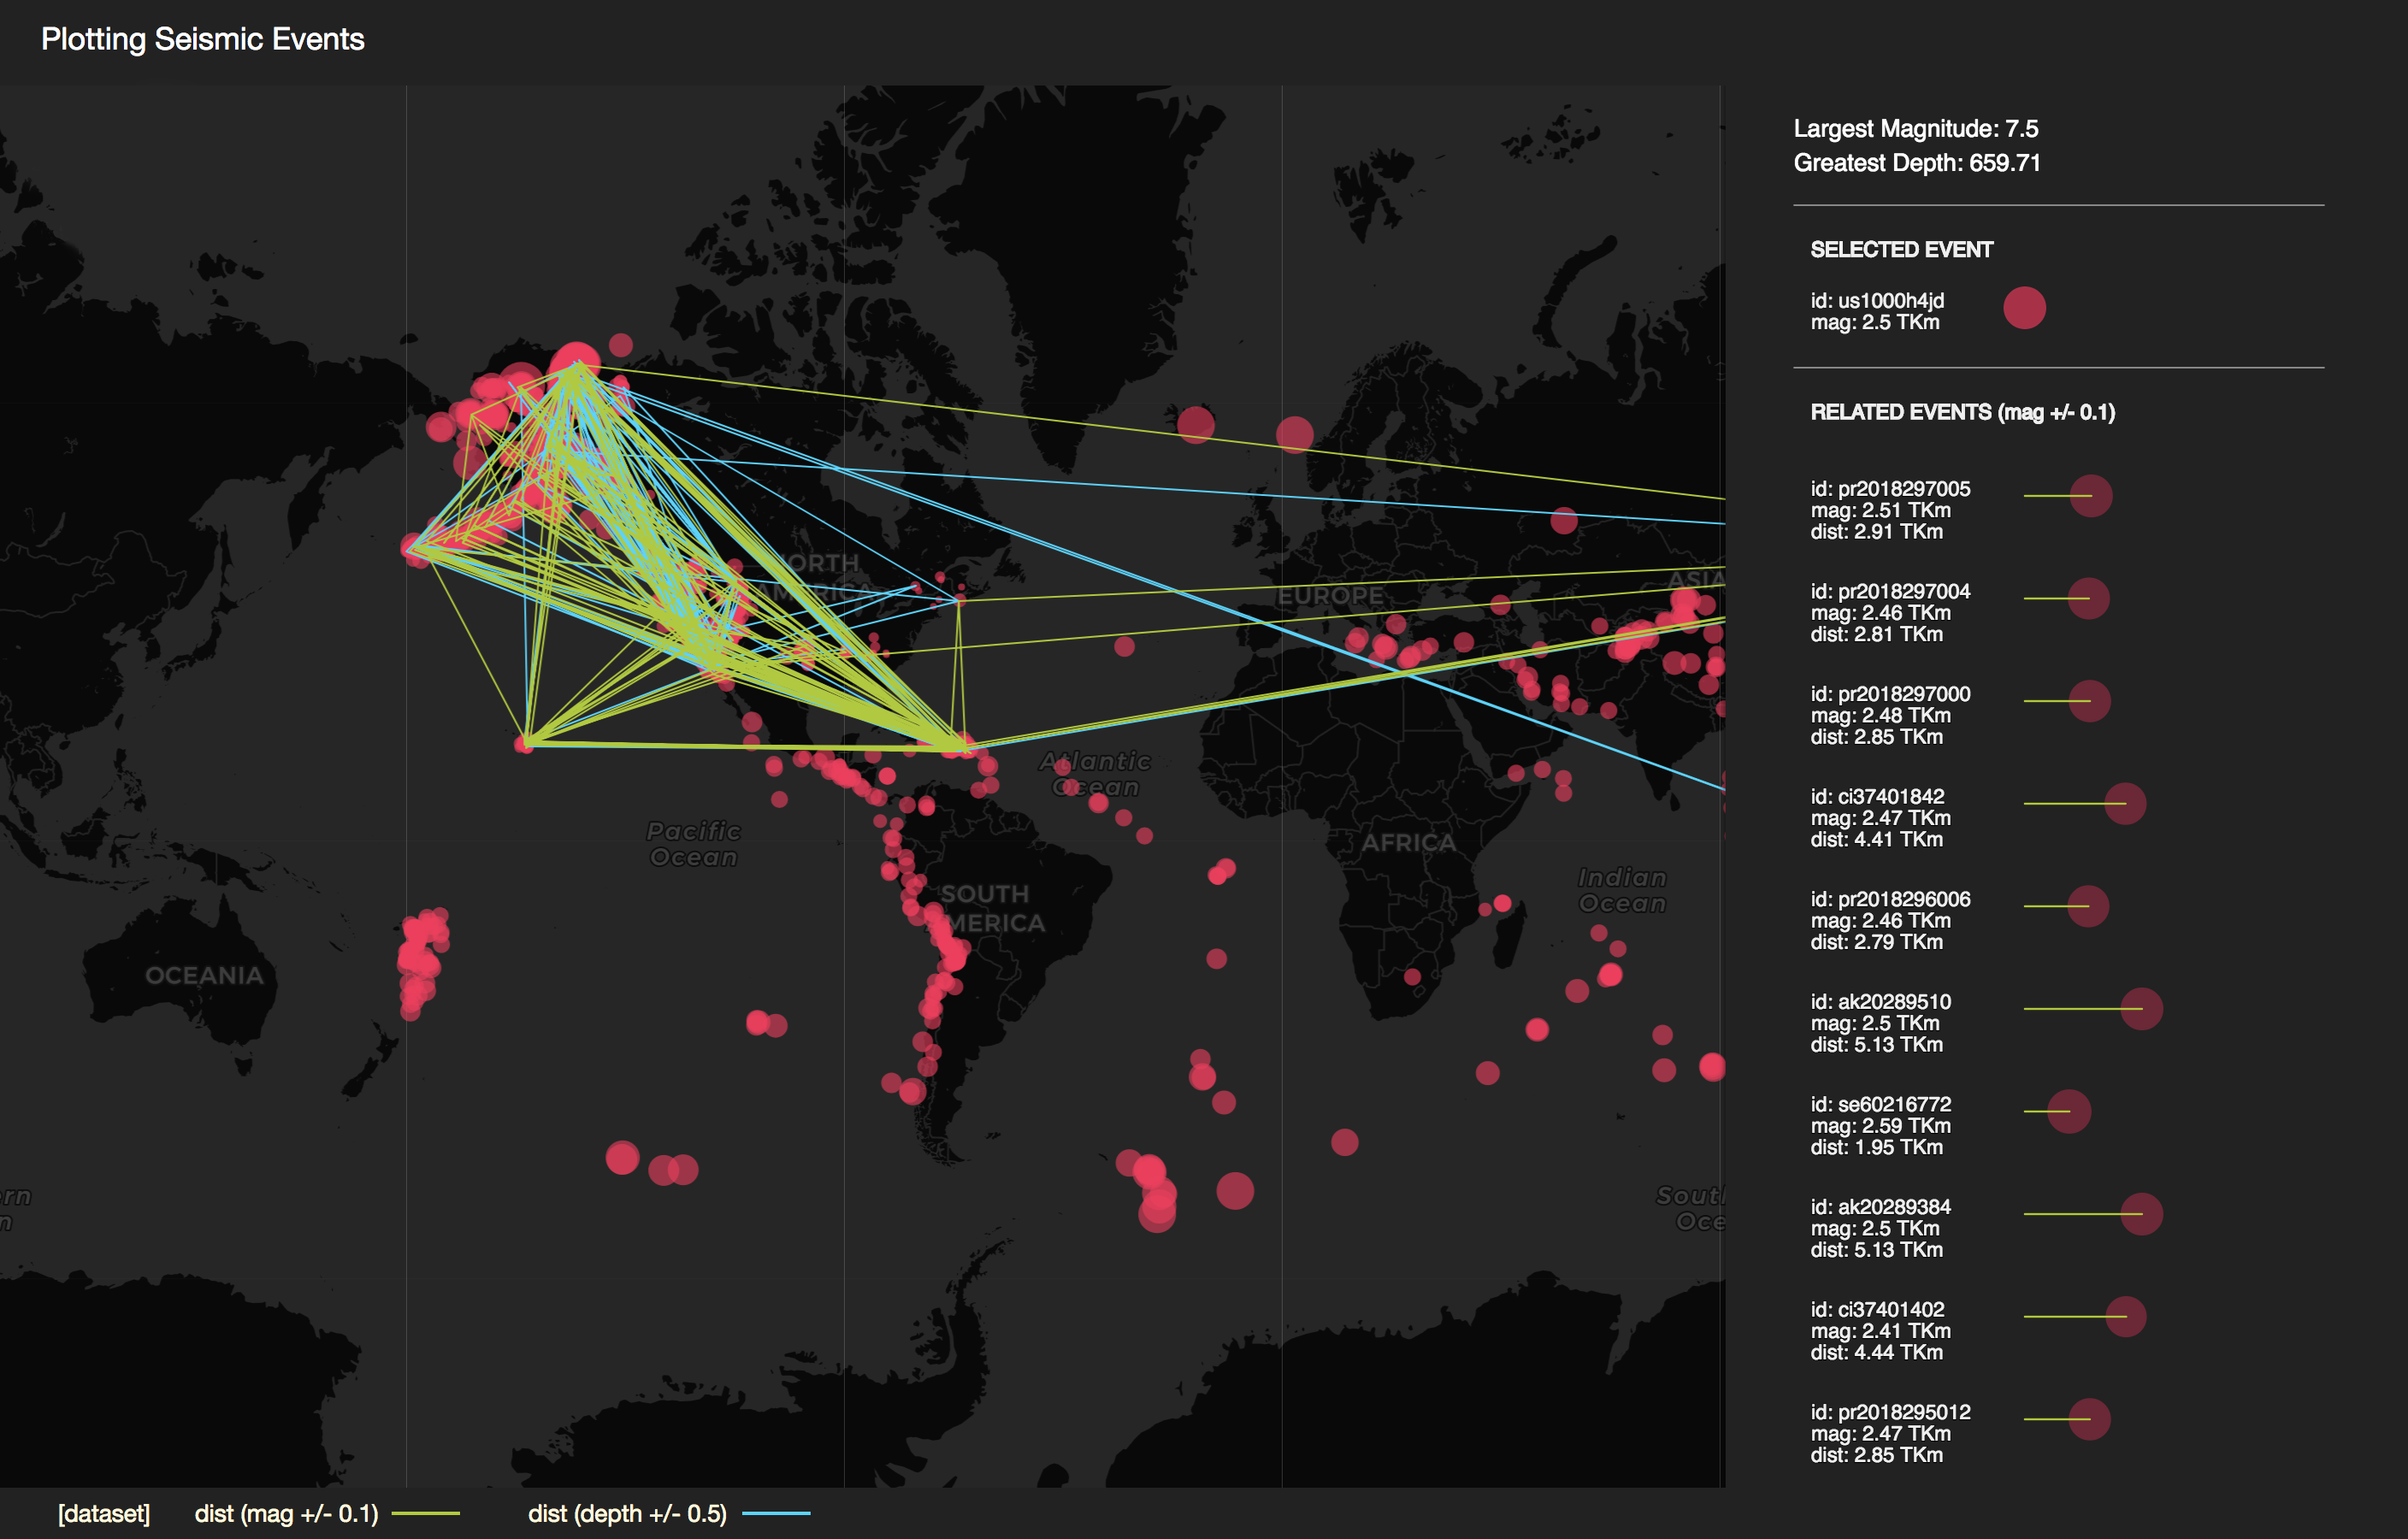 Plotting Seismic Events
NORTH
AMERICA
EUROPE
ASIA
Atlantic
Ocean
Pacific
Ocean
AFRICA
SOUTH
AMERICA
Indian
Ocean
OCEANIA
rn
n
South
Oce
Largest Magnitude: 7.5
Greatest Depth: 659.71
SELECTED EVENT
id: us1000h4jd
mag: 2.5 TKm
RELATED EVENTS (mag +/- 0.1)
id: pr2018297005
mag: 2.51 TKm
dist: 2.91 TKm
id: pr2018297004
mag: 2.46 TKm
dist: 2.81 TKm
id: pr2018297000
mag: 2.48 TKm
dist: 2.85 TKm
id: ci37401842
mag: 2.47 TKm
dist: 4.41 TKm
id: pr2018296006
mag: 2.46 TKm
dist: 2.79 TKm
id: ak20289510
mag: 2.5 TKm
dist: 5.13 TKm
id: se60216772
mag: 2.59 TKm
dist: 1.95 TKm
id: ak20289384
mag: 2.5 TKm
dist: 5.13 TKm
id: ci37401402
mag: 2.41 TKm
dist: 4.44 TKm
id: pr2018295012
mag: 2.47 TKm
dist: 2.85 TKm
[dataset] dist (mag +/- 0.1) dist (depth +/- 0.5)